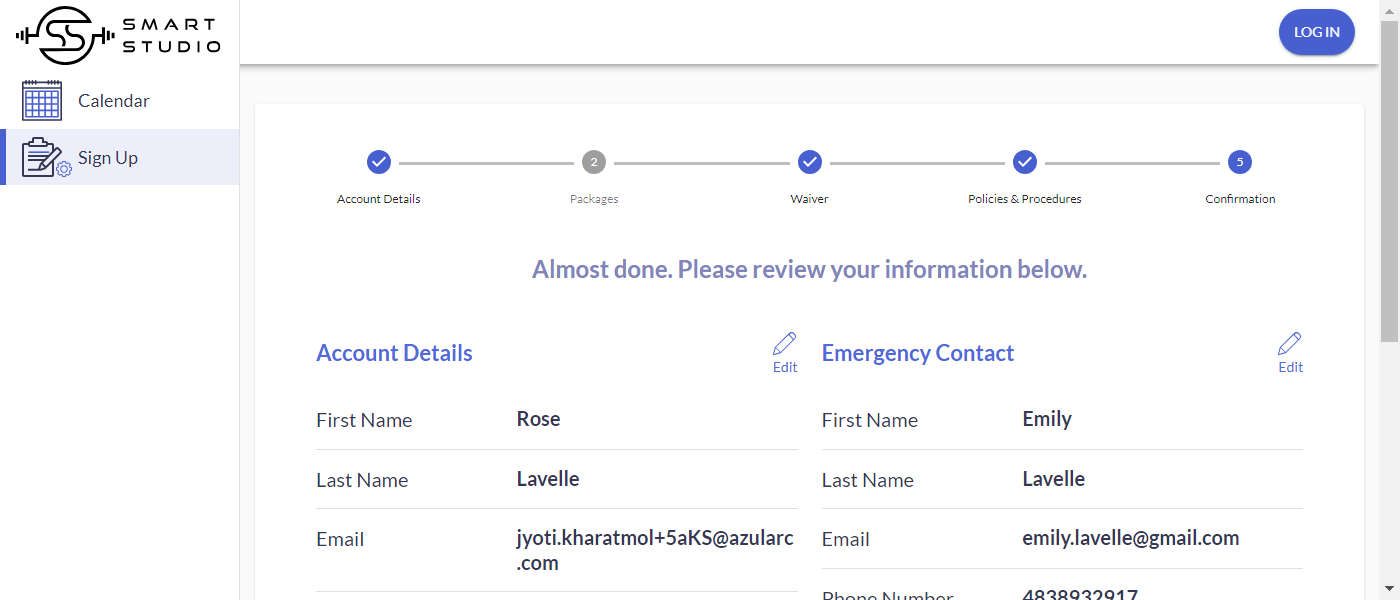 SMART
STUDIO
LOG IN
Calendar
Sign Up
2
5
Account Details
Packages
Waiver
Policies & Procedures
Confirmation
Almost done. Please review your information below.
Account Details
Edit
Emergency Contact
Edit
First Name
Rose
First Name
Emily
Last Name
Lavelle
Last Name
Lavelle
Email
jyoti.kharatmol+5aKS@azularc
.com
Email
emily.lavelle@gmail.com
Phone Number
4838932917